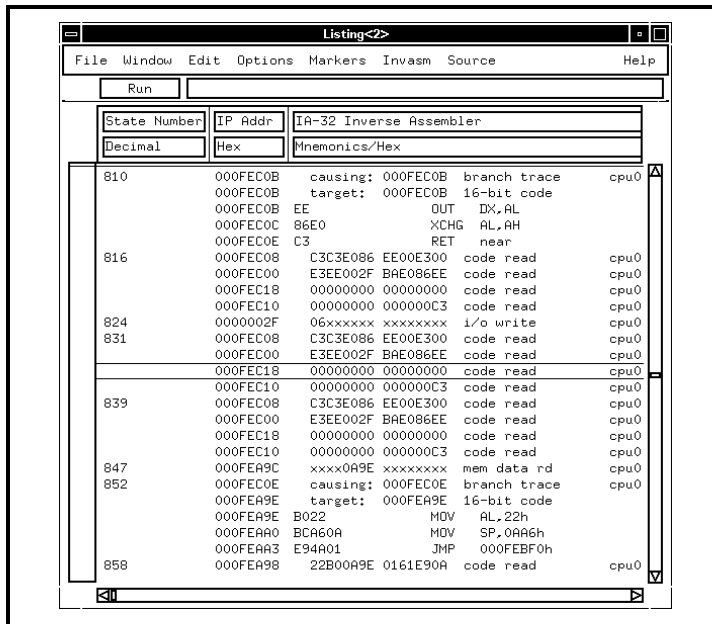 Listing<2>
File Window Edit Options Markers Invasm Source Help
Run
State Number IP Addr IA-32 Inverse Assembler
Decimal Hex Mnemonics/Hex
810 000FEC0B causing: 000FEC0B branch trace cpu0
000FEC0B target: 000FEC0B 16-bit code
000FEC0B EE OUT DX,AL
000FEC0C 86E0 XCHG AL,AH
000FEC0E C3 RET near
816 000FEC08 C3C3E086 EE00E300 code read cpu0
000FEC00 E3EE002F BAE086EE code read cpu0
000FEC18 00000000 00000000 code read cpu0
000FEC10 00000000 000000C3 code read cpu0
824 0000002F 06xxxxxx xxxxxxxx i/o write cpu0
831 000FEC08 C3C3E086 EE00E300 code read cpu0
000FEC00 E3EE002F BAE086EE code read cpu0
000FEC18 00000000 00000000 code read cpu0
000FEC10 00000000 000000C3 code read cpu0
839 000FEC08 C3C3E086 EE00E300 code read cpu0
000FEC00 E3EE002F BAE086EE code read cpu0
000FEC18 00000000 00000000 code read cpu0
000FEC10 00000000 000000C3 code read cpu0
847 000FEA9C xxxx0A9E xxxxxxxx mem data rd cpu0
852 000FEC0E causing: 000FEC0E branch trace cpu0
000FEA9E target: 000FEA9E 16-bit code
000FEA9E B022 MOV AL,22h
000FEAA0 BCA60A MOV SP,0AA6h
000FEAA3 E94A01 JMP 000FEBF0h
858 000FEA98 22B00A9E 0161E90A code read cpu0